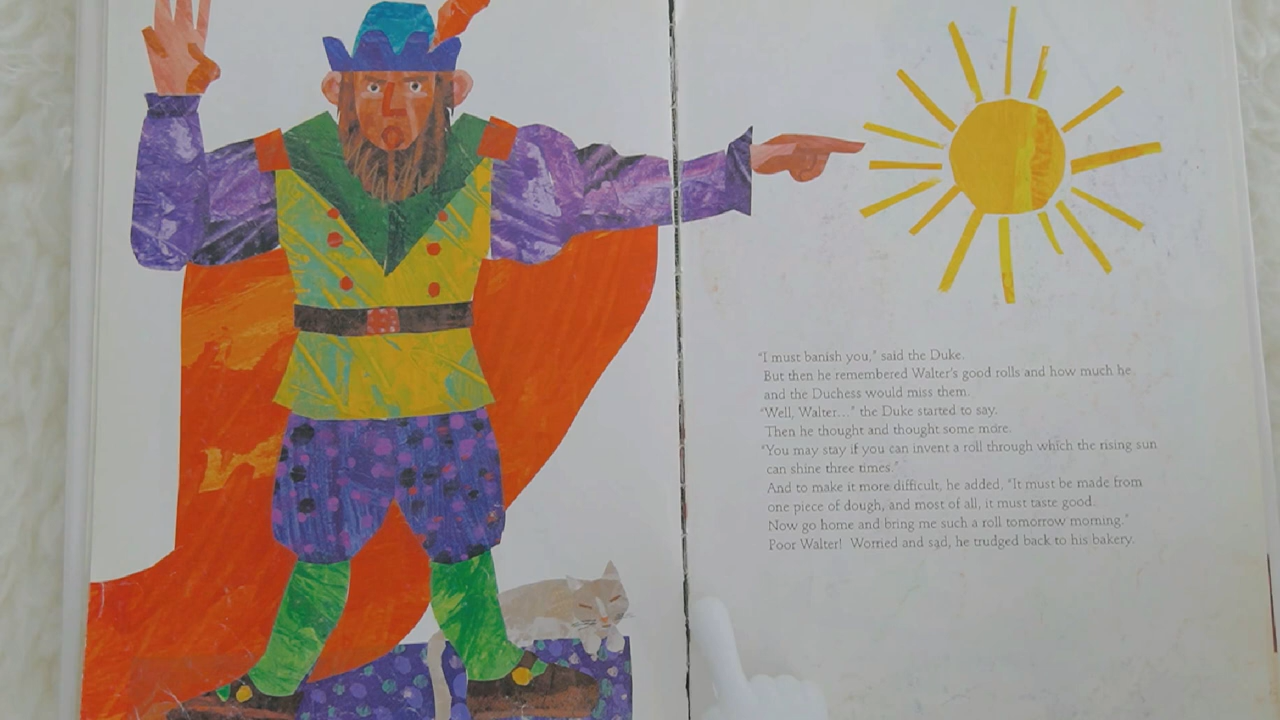 "I must banish you," said the Duke.
But then he remembered Walter's good rolls and how much he
and the Duchess would miss them.
"Well, Walter..." the Duke started to say.
Then he thought and thought some more.
"You may stay if you can invent a roll through which the rising sun
can shine three times."
And to make it more difficult, he added, "It must be made from
one piece of dough, and most of all, it must taste good.
Now go home and bring me such a roll tomorrow morning."
Poor Walter! Worried and sad, he trudged back to his bakery.